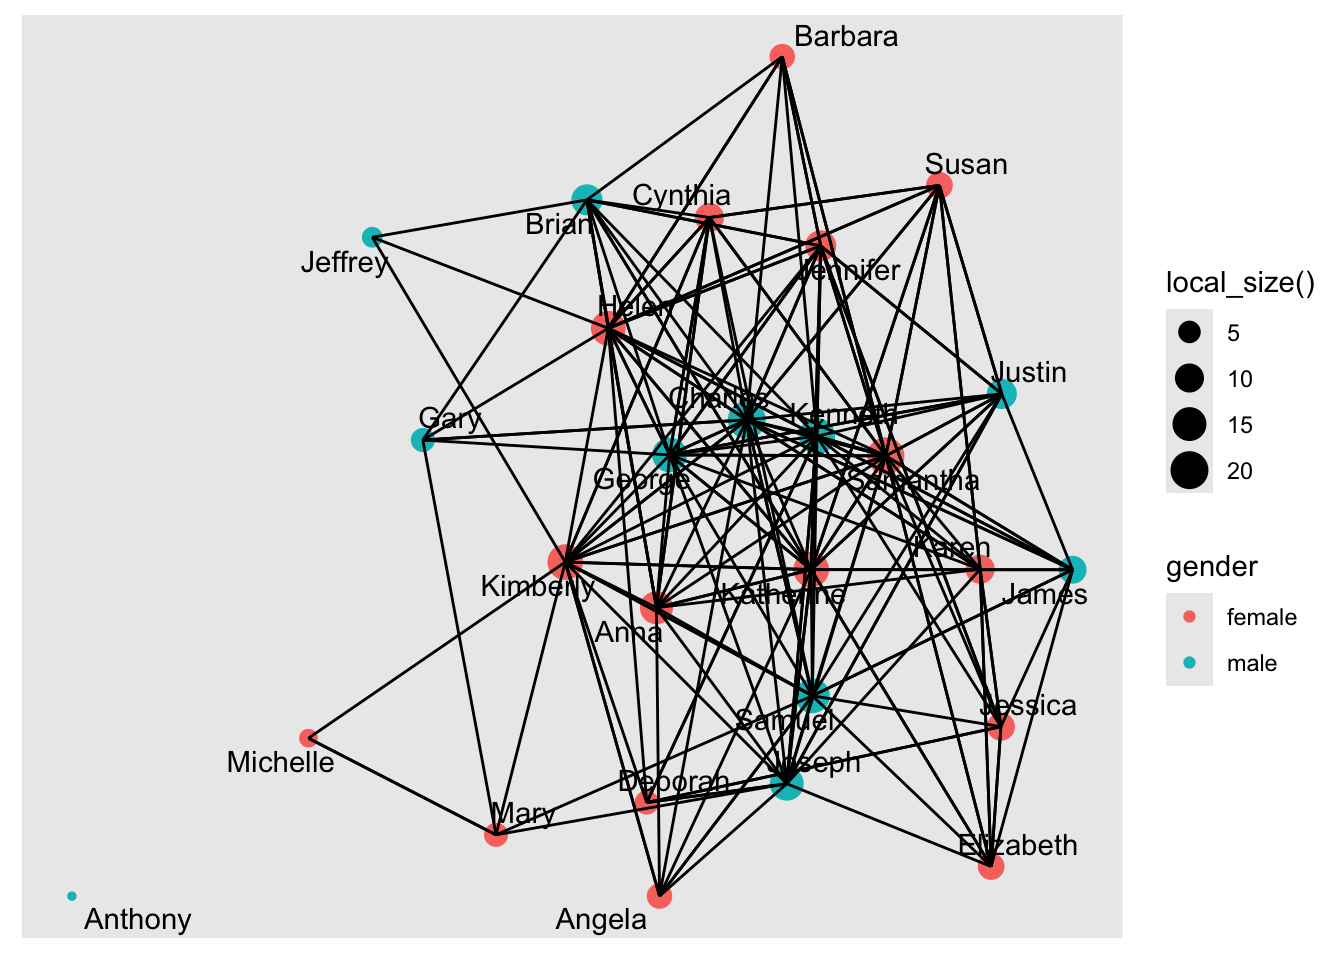 Barbara
Susan
Cynthia
Brian
Jeffrey
Jennifer
Helen
Justin
Charles
Kenneth
Gary
George
Samantha
Karen
Kimberly
Katherine
James
Anna
Jessica
Samuel
Michelle
Joseph
Deborah
Mary
Elizabeth
Angela
Anthony
local_size()
5
10
15
20
gender
female
male